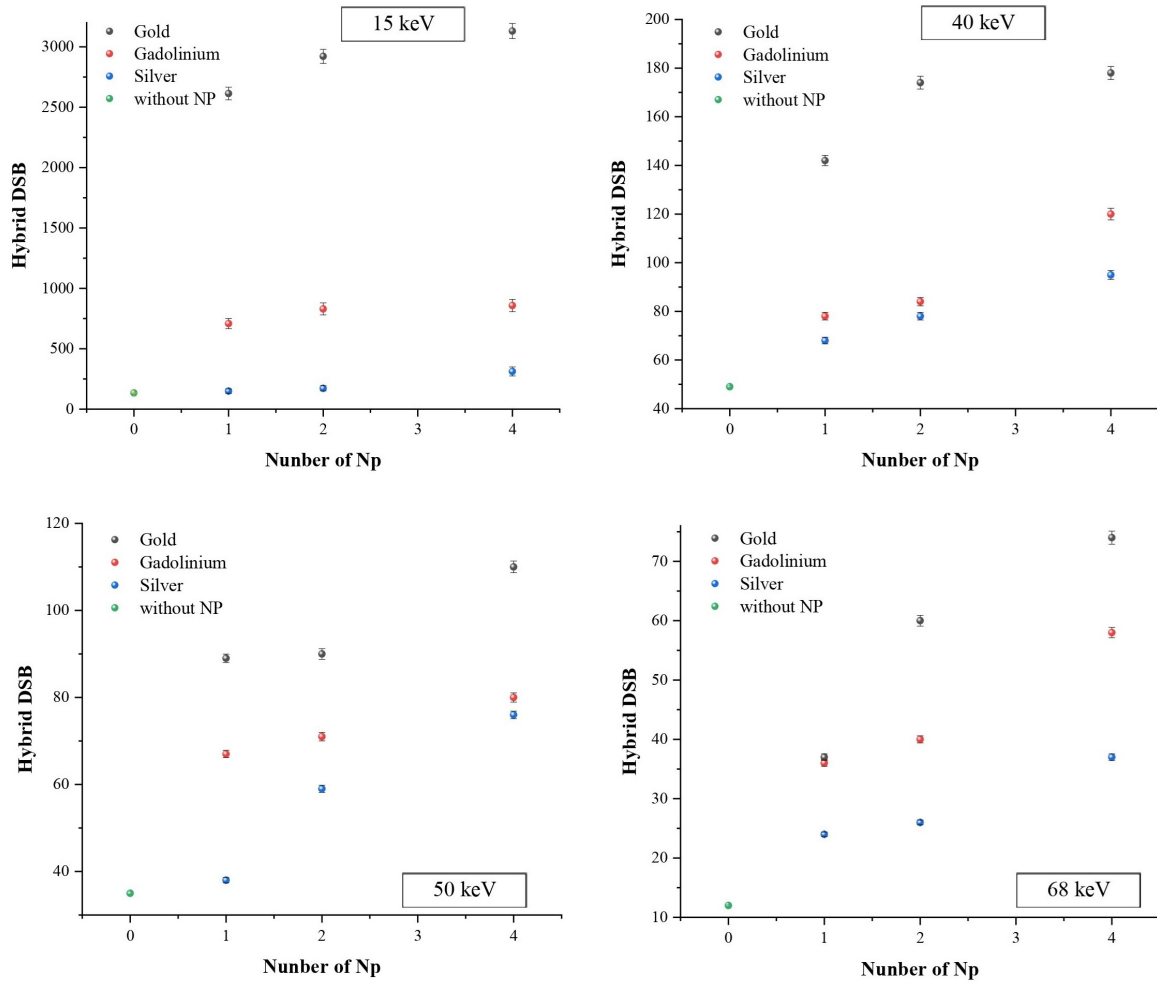 15 keV
Gold
Gadolinium
Silver
without NP
Hybrid DSB
3000
2500
2000
1500
1000
500
0
0 1 2 3 4
Nunber of Np
40 keV
Gold
Gadolinium
Silver
without NP
Hybrid DSB
200
180
160
140
120
100
80
60
40
0 1 2 3 4
Nunber of Np
Gold
Gadolinium
Silver
without NP
Hybrid DSB
120
100
80
60
40
50 keV
0 1 2 3 4
Nunber of Np
Gold
Gadolinium
Silver
without NP
Hybrid DSB
70
60
50
40
30
20
10
68 keV
0 1 2 3 4
Nunber of Np